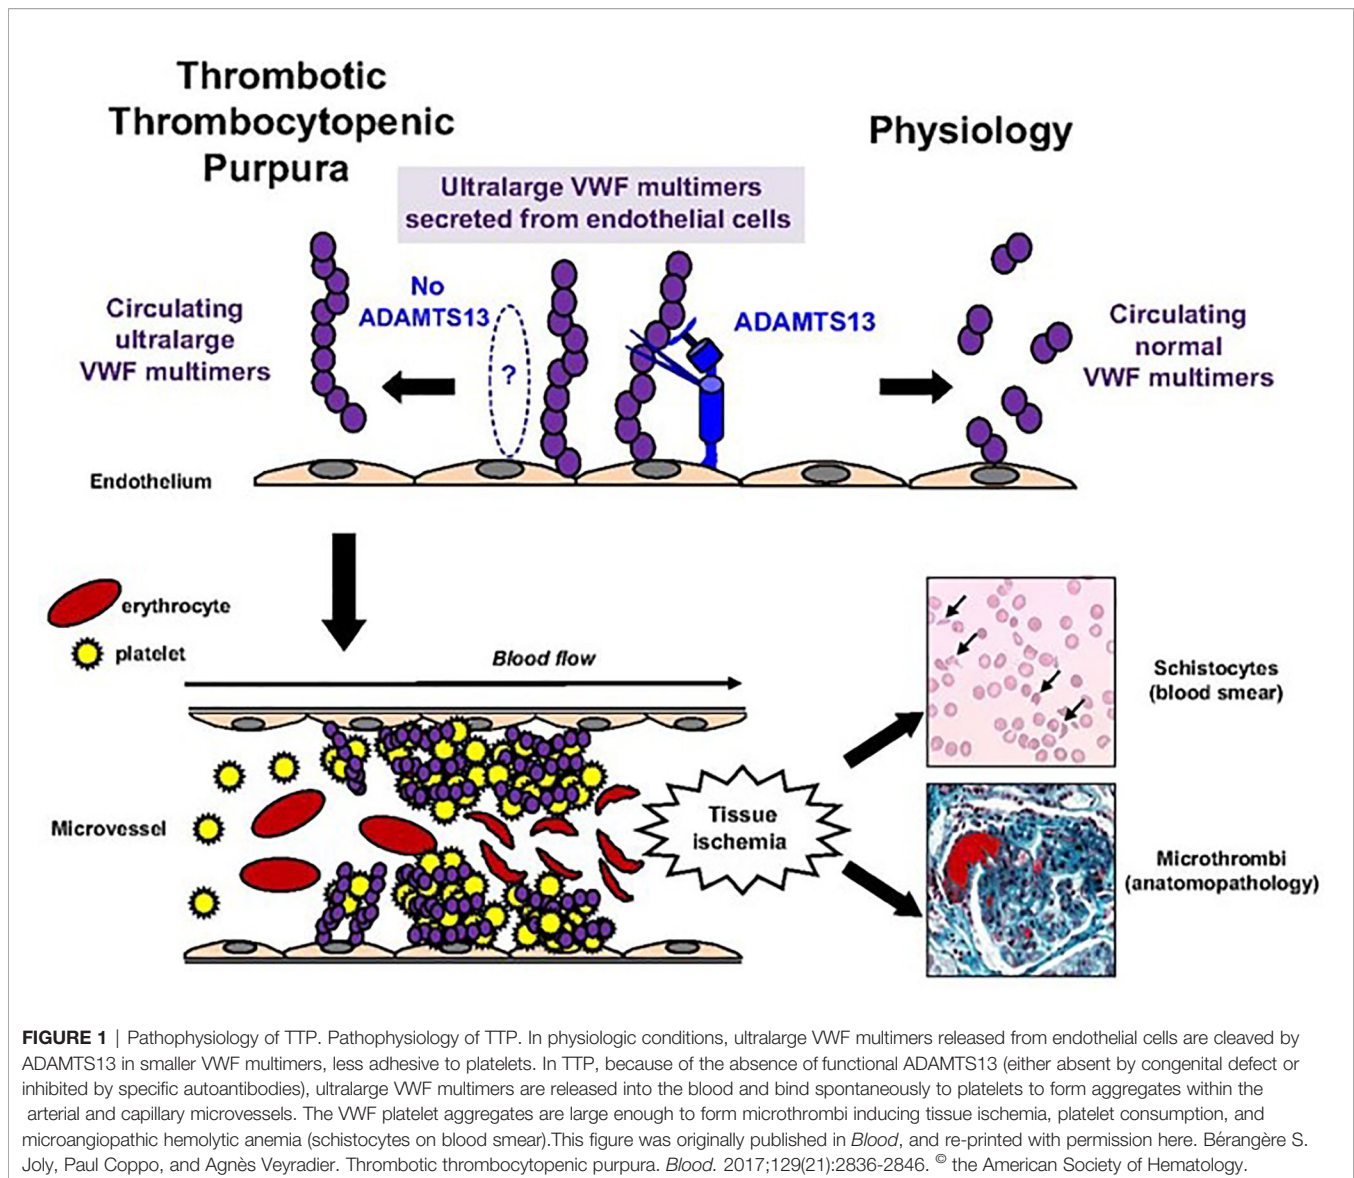 Thrombotic
Thrombocytopenic
Purpura
Physiology
Ultralarge VWF multimers
secreted from endothelial cells
Circulating
ultralarge
VWF multimers
No
ADAMTS13
?
ADAMTS13
Circulating
normal
VWF multimers
Endothelium
erythrocyte
platelet
Blood flow
Microvessel
Tissue
ischemia
Schistocytes
(blood smear)
Microthrombi
(anatomopathology)
FIGURE 1 | Pathophysiology of TTP. Pathophysiology of TTP. In physiologic conditions, ultralarge VWF multimers released from endothelial cells are cleaved by
ADAMTS13 in smaller VWF multimers, less adhesive to platelets. In TTP, because of the absence of functional ADAMTS13 (either absent by congenital defect or
inhibited by specific autoantibodies), ultralarge VWF multimers are released into the blood and bind spontaneously to platelets to form aggregates within the
arterial and capillary microvessels. The VWF platelet aggregates are large enough to form microthrombi inducing tissue ischemia, platelet consumption, and
microangiopathic hemolytic anemia (schistocytes on blood smear).This figure was originally published in Blood, and re-printed with permission here. Bérangère S.
Joly, Paul Coppo, and Agnès Veyradier. Thrombotic thrombocytopenic purpura. Blood. 2017;129(21):2836-2846. © the American Society of Hematology.